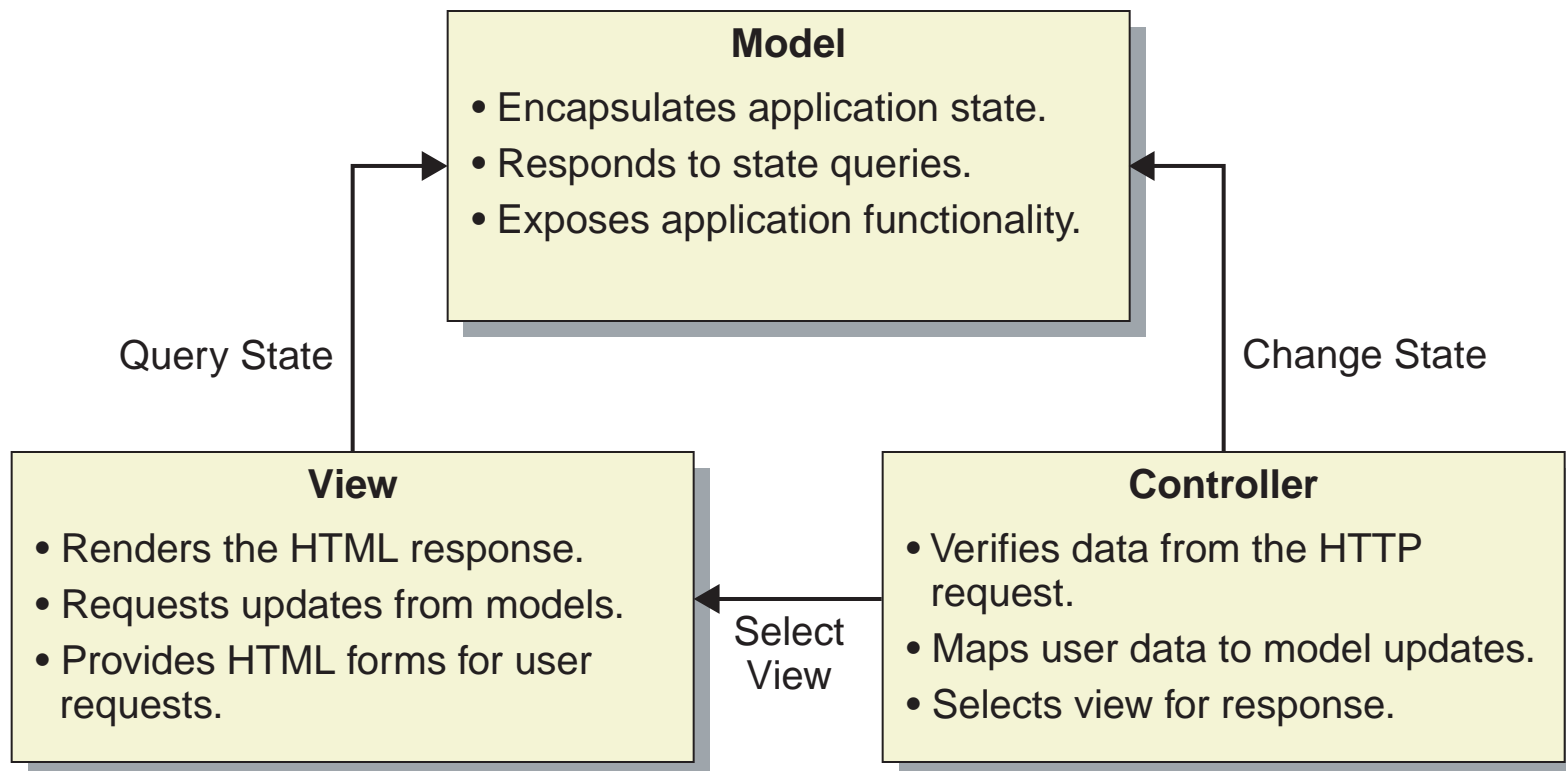 Model
• Encapsulates application state.
• Responds to state queries.
• Exposes application functionality.
Query State
Change State
View
• Renders the HTML response.
• Requests updates from models.
• Provides HTML forms for user
requests.
Select
View
Controller
• Verifies data from the HTTP
request.
• Maps user data to model updates.
• Selects view for response.